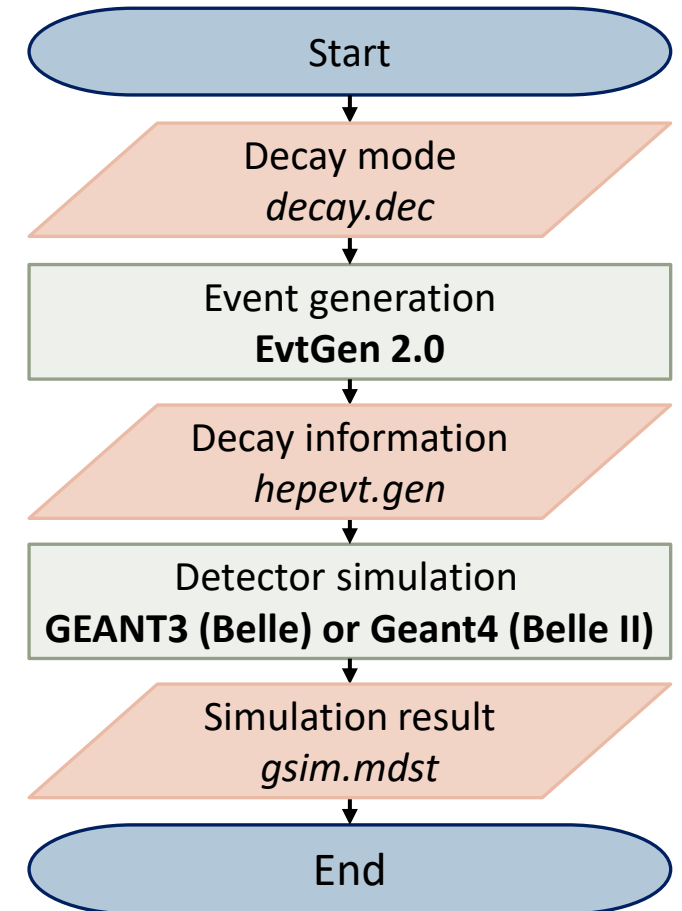 Start
Decay mode
decay.dec
Event generation
EvtGen 2.0
Decay information
hepevt.gen
Detector simulation
GEANT3 (Belle) or Geant4 (Belle II)
Simulation result
gsim.mdst
End